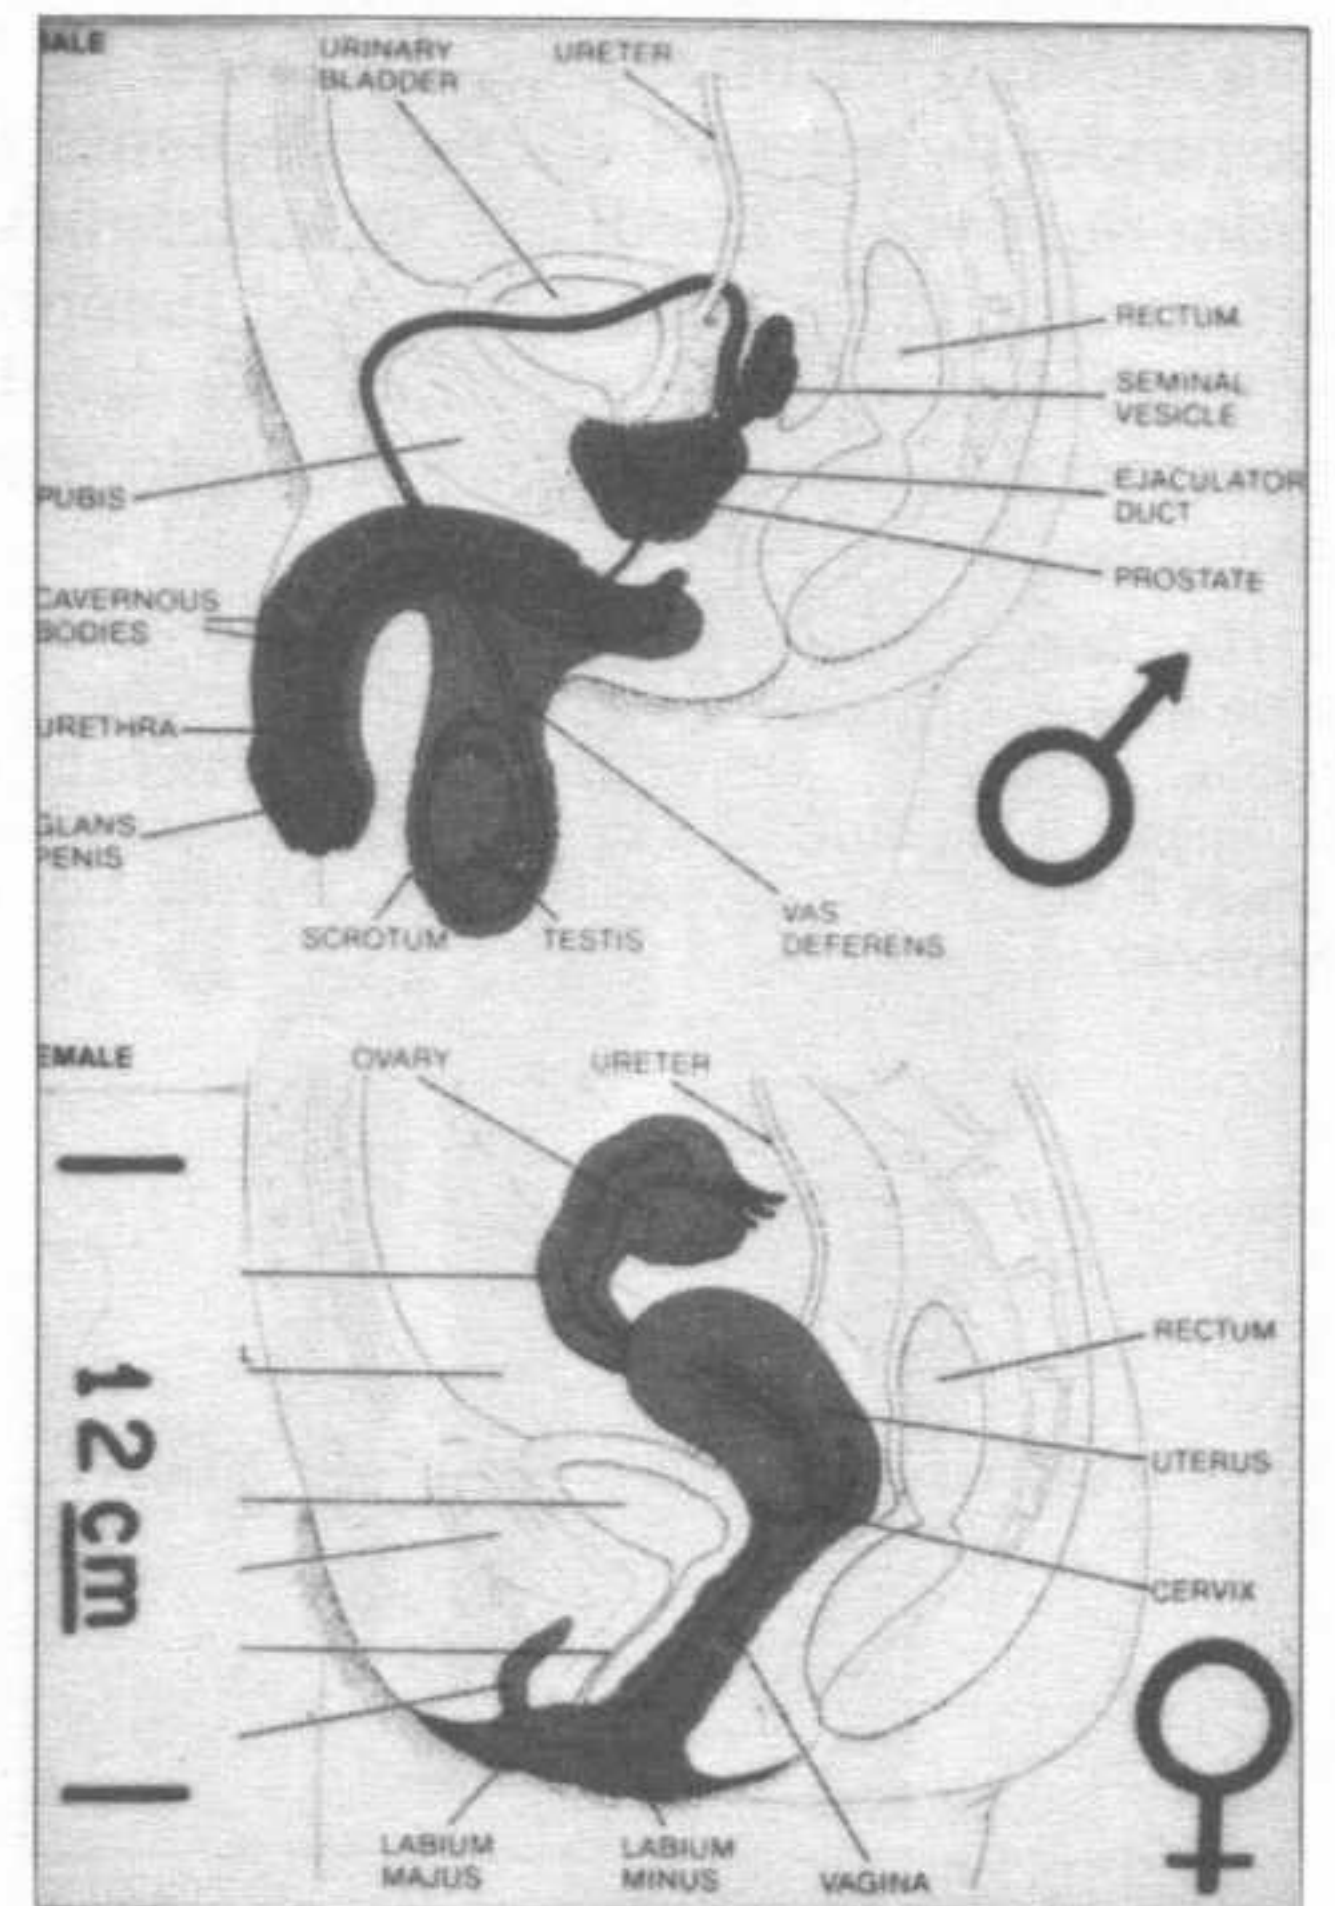 MALE
URINARY
BLADDER
URETER
RECTUM
SEMINAL
VESICLE
PUBIS
EJACULATOR
DUCT
PROSTATE
CAVERNOUS
BODIES
URETHRA
GLANS
PENIS
SCROTUM
TESTIS
VAS
DEFERENS
EMALE
OVARY
URETER
RECTUM
L
12 cm
UTERUS
CERVIX
LABIUM
MAJUS
LABIUM
MINUS
VAGINA